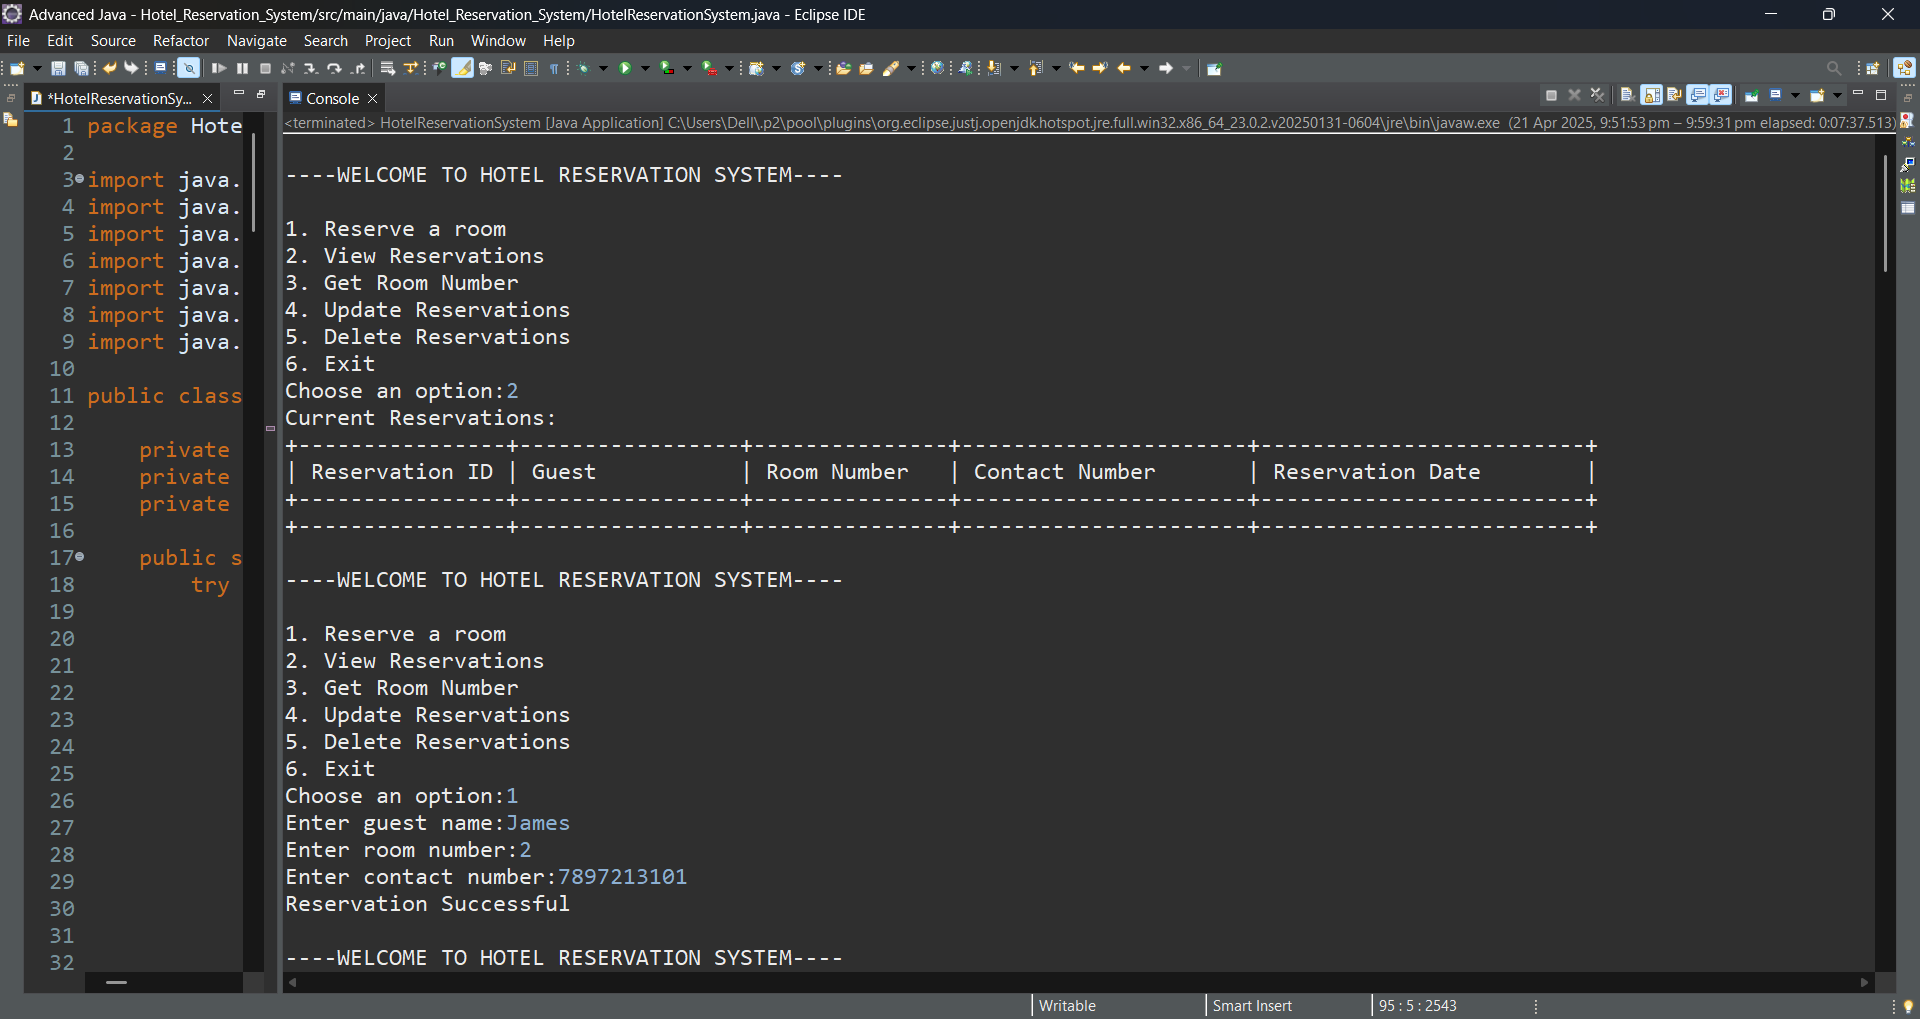 Advanced Java - Hotel_Reservation_System/src/main/java/Hotel_Reservation_System/HotelReservationSystem.java - Eclipse IDE
File Edit Source Refactor Navigate Search Project Run Window Help
*HotelReservationSy...
Console
<terminated> HotelReservationSystem [Java Application] C:\Users\Dell\.p2\pool\plugins\org.eclipse.justj.openjdk.hotspot.jre.full.win32.x86_64_23.0.2.v20250131-0604\jre\bin\javaw.exe (21 Apr 2025, 9:51:53 pm – 9:59:31 pm elapsed: 0:07:37.513)
1 package Hote
2
3 import java.
4 import java.
5 import java.
6 import java.
7 import java.
8 import java.
9 import java.
10
11 public class
12
13 private
14 private
15 private
16
17 public s
18 try
19
20
21
22
23
24
25
26
27
28
29
30
31
32
----WELCOME TO HOTEL RESERVATION SYSTEM----
1. Reserve a room
2. View Reservations
3. Get Room Number
4. Update Reservations
5. Delete Reservations
6. Exit
Choose an option:2
Current Reservations:
+----------------+-----------------+---------------+----------------------+-------------------------+
| Reservation ID | Guest           | Room Number   | Contact Number       | Reservation Date        |
+----------------+-----------------+---------------+----------------------+-------------------------+
+----------------+-----------------+---------------+----------------------+-------------------------+
----WELCOME TO HOTEL RESERVATION SYSTEM----
1. Reserve a room
2. View Reservations
3. Get Room Number
4. Update Reservations
5. Delete Reservations
6. Exit
Choose an option:1
Enter guest name:James
Enter room number:2
Enter contact number:7897213101
Reservation Successful
----WELCOME TO HOTEL RESERVATION SYSTEM----
Writable
Smart Insert
95 : 5 : 2543